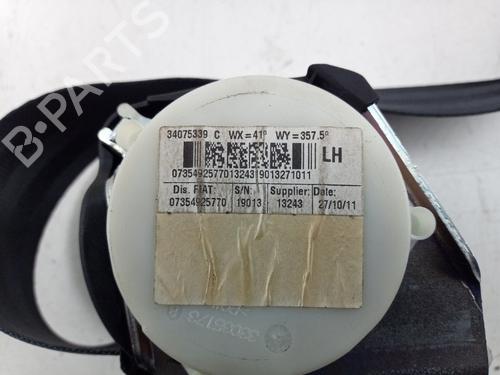 B-PARTS
34075339 C WX=41° WY=357.5°
LH
07354925770132439013271011
Dis. FIAT: S/N: Supplier: Date:
07354925770 19013 13243 27/10/11